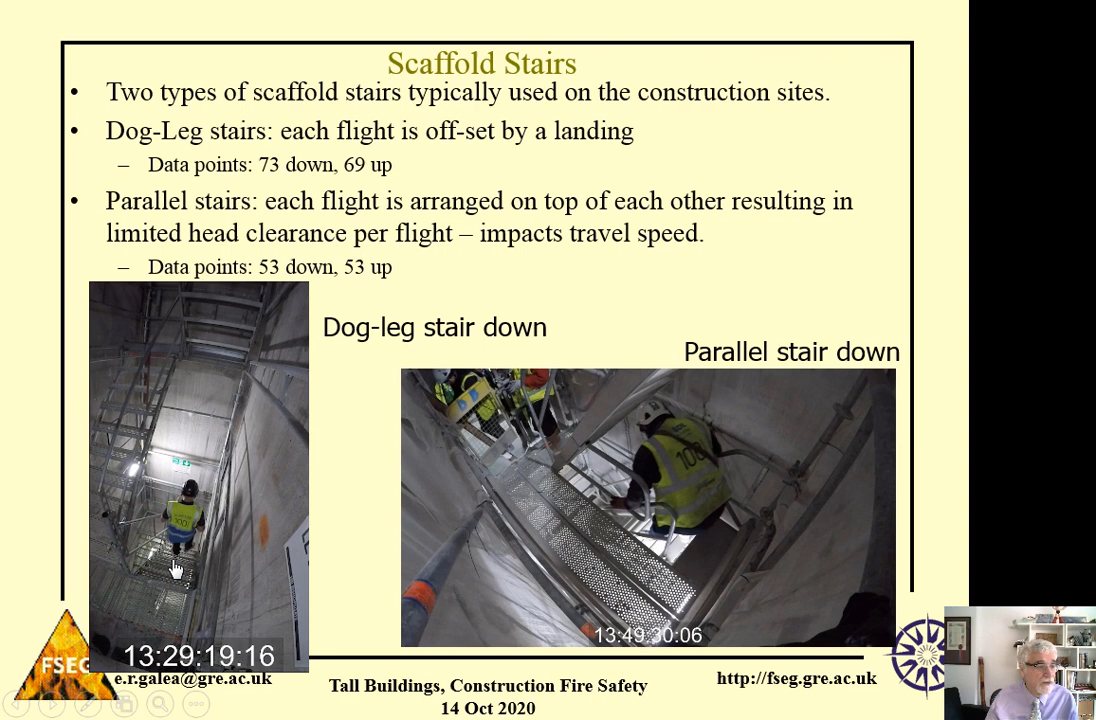 Scaffold Stairs
• Two types of scaffold stairs typically used on the construction sites.
• Dog-Leg stairs: each flight is off-set by a landing
– Data points: 73 down, 69 up
• Parallel stairs: each flight is arranged on top of each other resulting in
limited head clearance per flight – impacts travel speed.
– Data points: 53 down, 53 up
Dog-leg stair down
Parallel stair down
100
13:29:19:16
13:49:30:06
FSEG
e.r.galea@gre.ac.uk
Tall Buildings, Construction Fire Safety
14 Oct 2020
http://fseg.gre.ac.uk